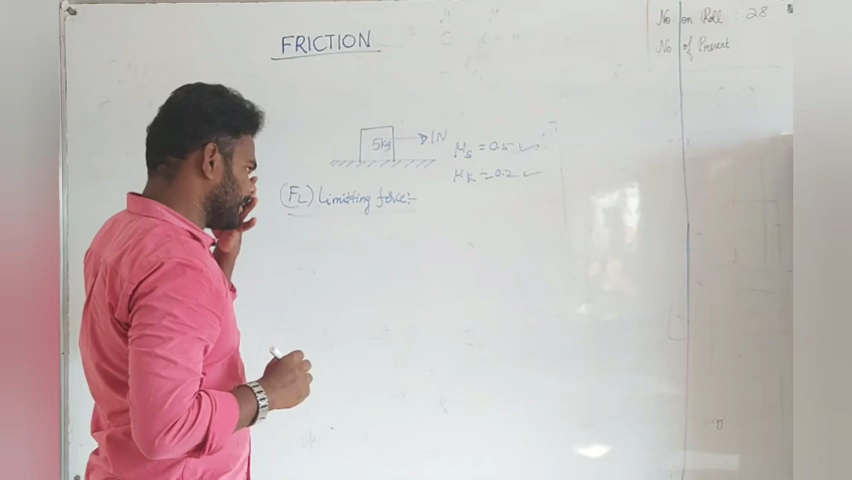 No on Roll : 28
No of Present
FRICTION
5kg
1N
μs = 0.5 ✓
μk = 0.2 ✓
(FL) Limitting force:-